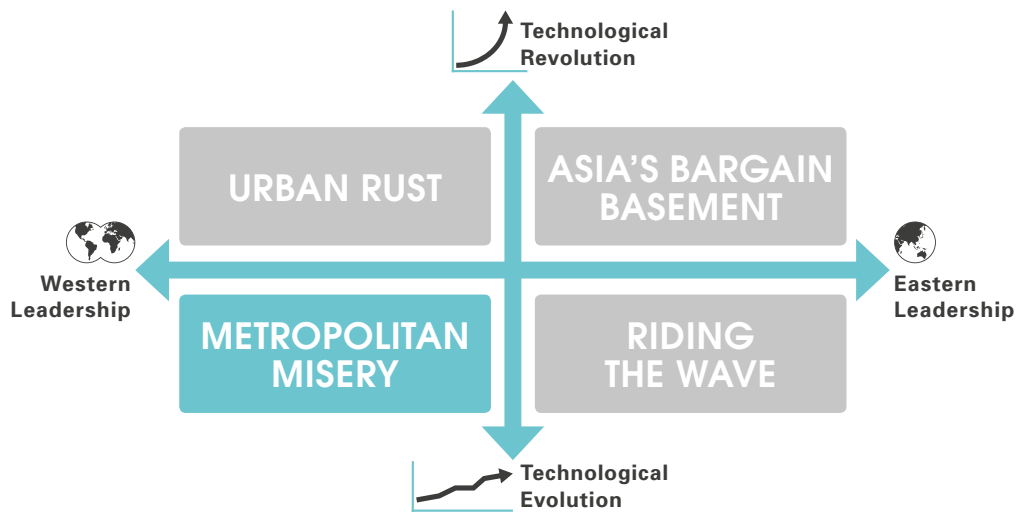 Technological
Revolution
URBAN RUST
ASIA'S BARGAIN
BASEMENT
Western
Leadership
Eastern
Leadership
METROPOLITAN
MISERY
RIDING
THE WAVE
Technological
Evolution